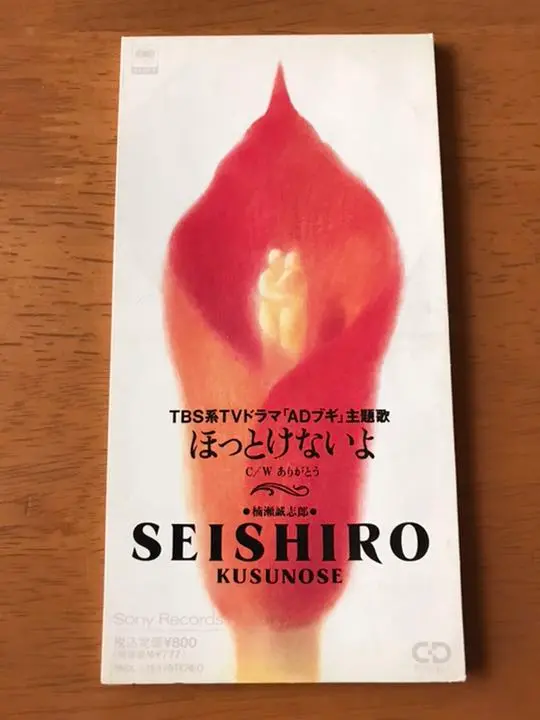 TBS系TVドラマ「ADブギ」主題歌
ほっとけないよ
C/W ありがとう
●楠瀬誠志郎●
SEISHIRO
KUSUNOSE
Sony Records
税込定価¥800
CD